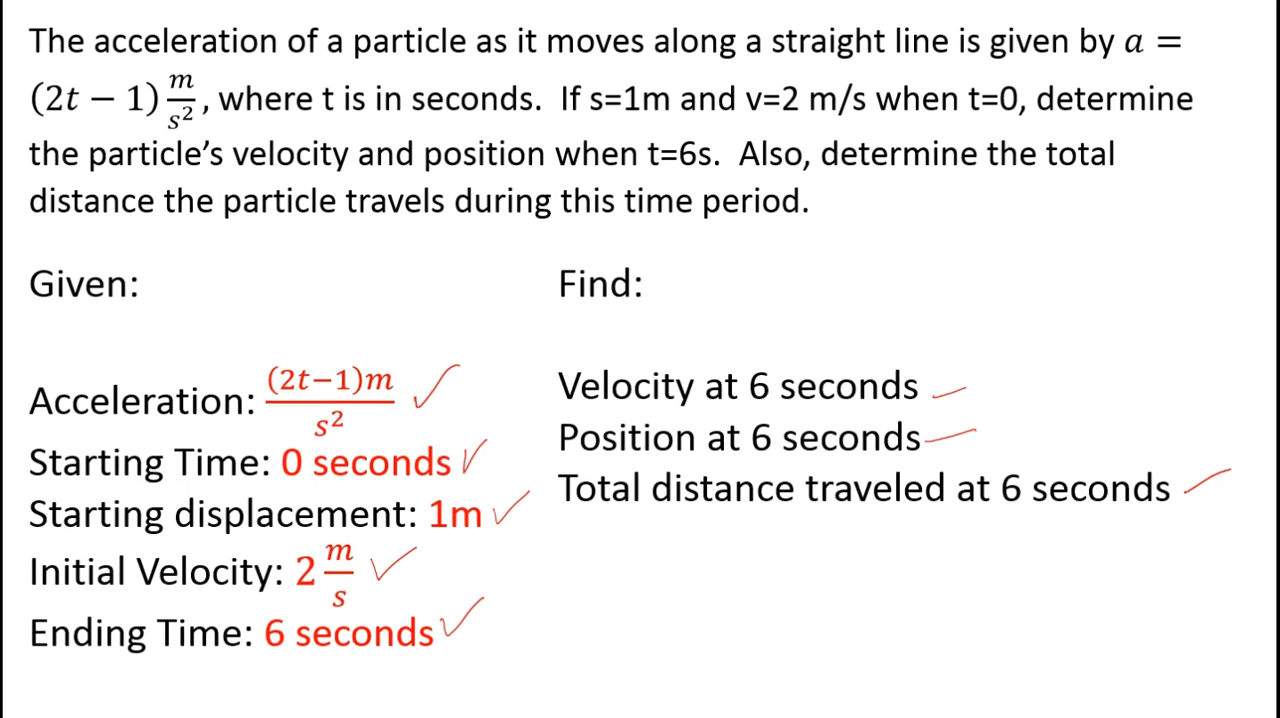 The acceleration of a particle as it moves along a straight line is given by a =
(2t − 1) m/s², where t is in seconds.  If s=1m and v=2 m/s when t=0, determine
the particle’s velocity and position when t=6s.  Also, determine the total
distance the particle travels during this time period.
Given:
Acceleration: (2t−1)m/s²
Starting Time: 0 seconds
Starting displacement: 1m
Initial Velocity: 2 m/s
Ending Time: 6 seconds
Find:
Velocity at 6 seconds
Position at 6 seconds
Total distance traveled at 6 seconds